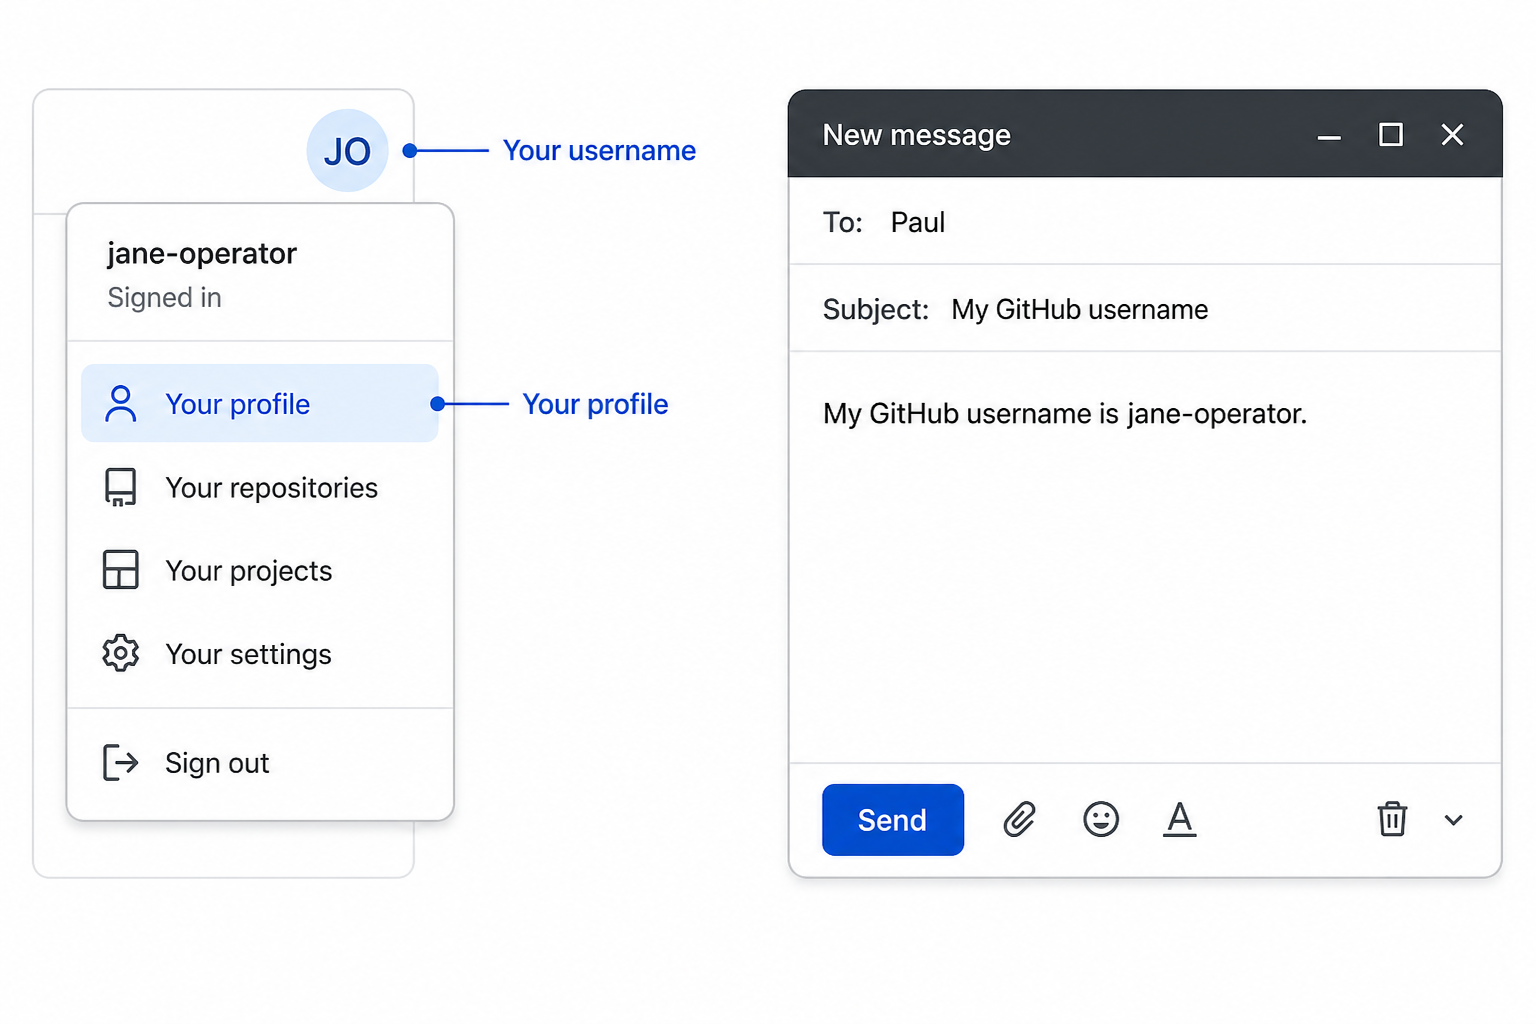 JO
Your username
jane-operator
Signed in
Your profile
Your profile
Your repositories
Your projects
Your settings
Sign out
New message
To: Paul
Subject: My GitHub username
My GitHub username is jane-operator.
Send
A